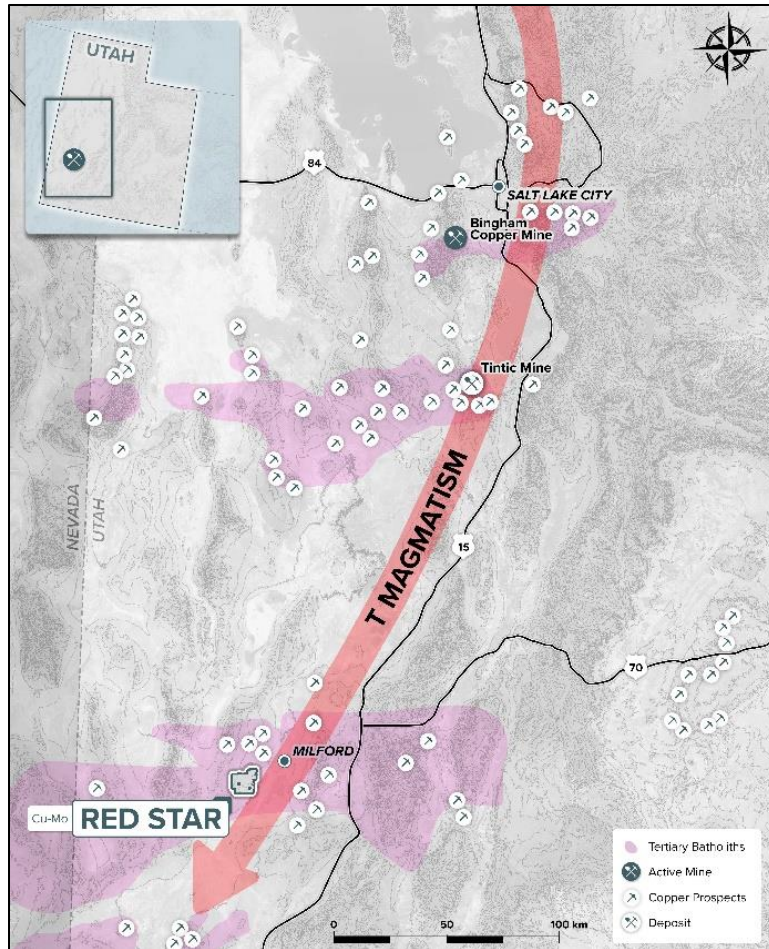 UTAH
84
SALT LAKE CITY
Bingham
Copper Mine
Tintic Mine
NEVADA
UTAH
T MAGMATISM
15
70
MILFORD
Cu-Mo
RED STAR
Tertiary Batholiths
Active Mine
Copper Prospects
Deposit
0 50 100 km